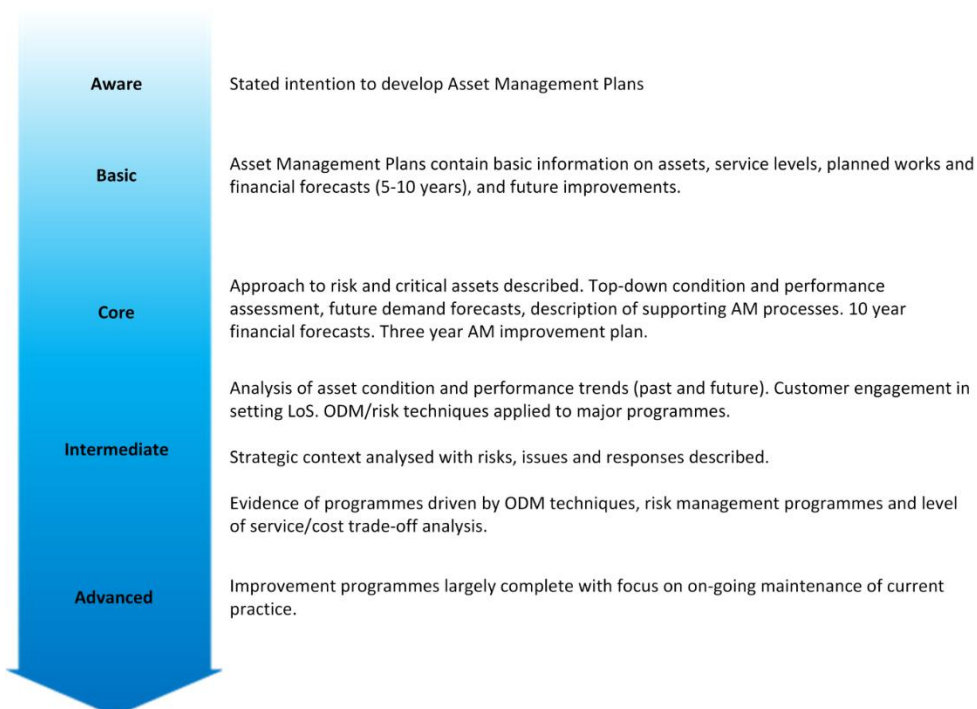 Aware
Stated intention to develop Asset Management Plans
Basic
Asset Management Plans contain basic information on assets, service levels, planned works and
financial forecasts (5-10 years), and future improvements.
Core
Approach to risk and critical assets described. Top-down condition and performance
assessment, future demand forecasts, description of supporting AM processes. 10 year
financial forecasts. Three year AM improvement plan.
Intermediate
Analysis of asset condition and performance trends (past and future). Customer engagement in
setting LoS. ODM/risk techniques applied to major programmes.
Strategic context analysed with risks, issues and responses described.
Evidence of programmes driven by ODM techniques, risk management programmes and level
of service/cost trade-off analysis.
Advanced
Improvement programmes largely complete with focus on on-going maintenance of current
practice.